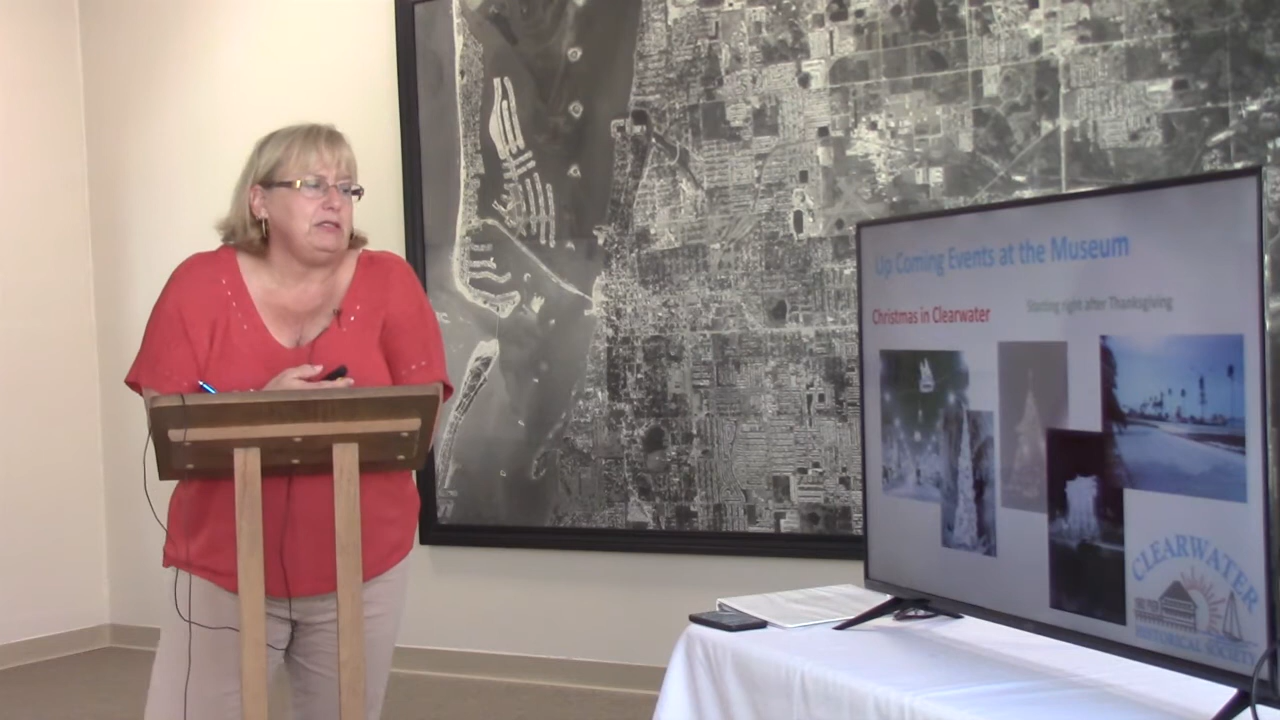 Up Coming Events at the Museum
Christmas in Clearwater
Starting right after Thanksgiving
CLEARWATER
HISTORICAL SOCIETY